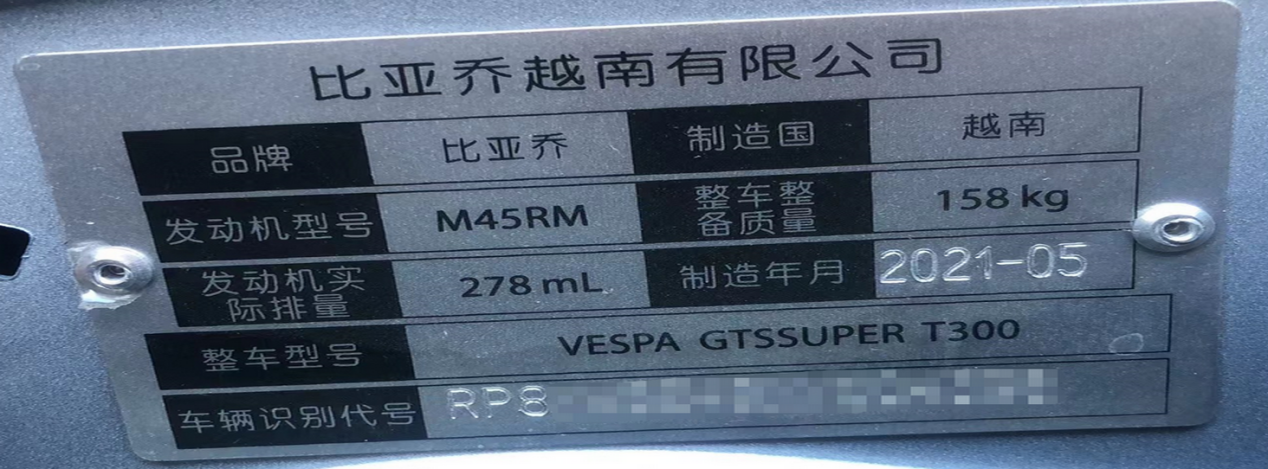 比亚乔越南有限公司
品牌 比亚乔 制造国 越南
发动机型号 M45RM 整车整备质量 158 kg
发动机实际排量 278 mL 制造年月 2021-05
整车型号 VESPA GTSSUPER T300
车辆识别代号 RP8